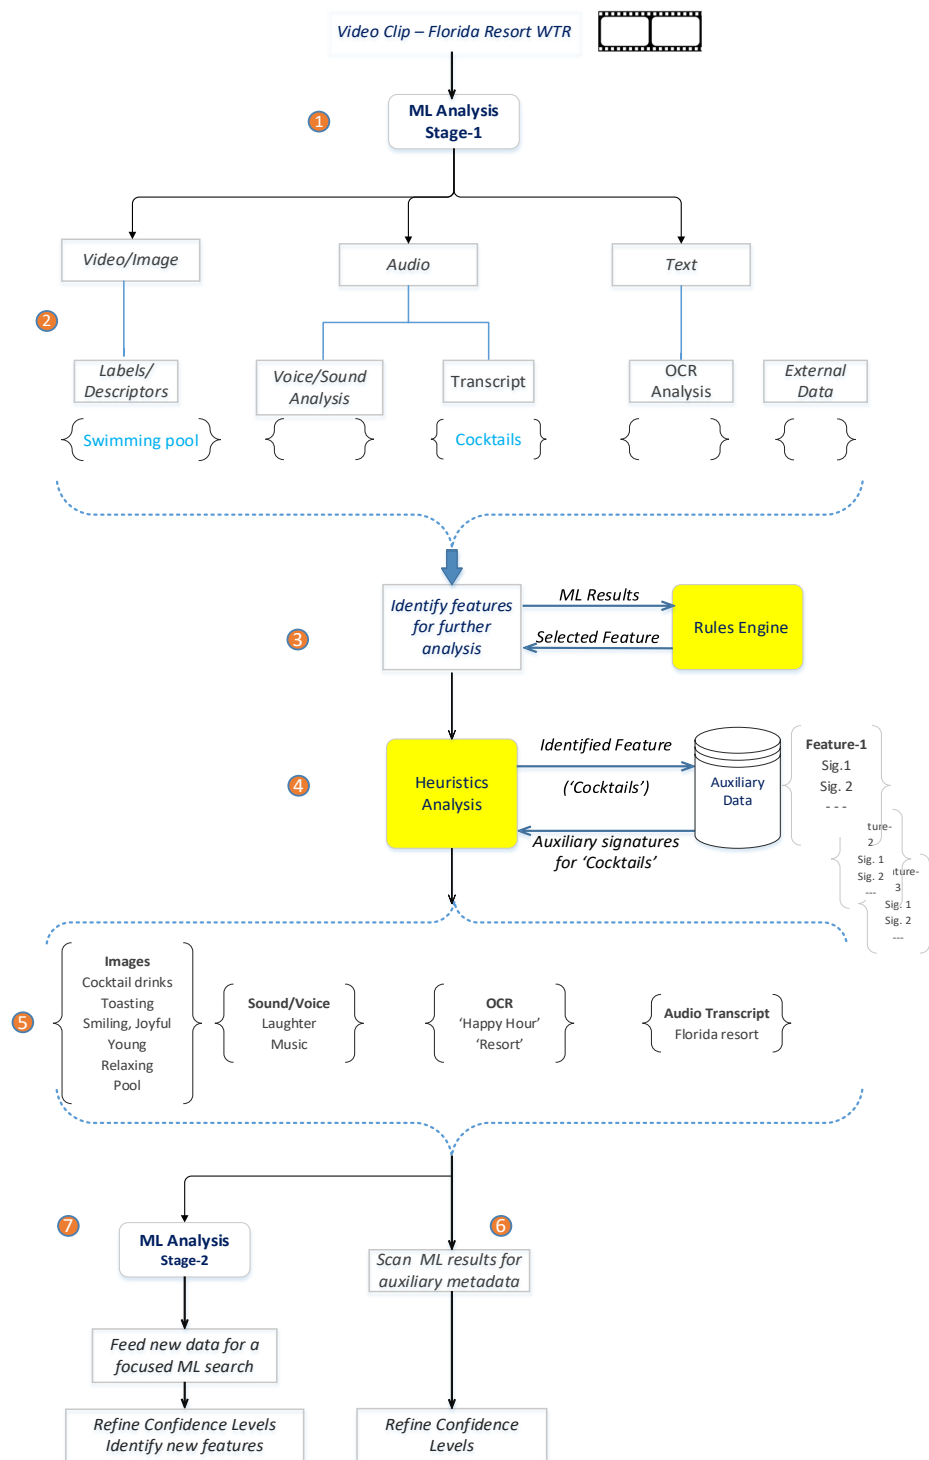 Video Clip – Florida Resort WTR
1
ML Analysis
Stage-1
Video/Image
Audio
Text
2
Labels/
Descriptors
Voice/Sound
Analysis
Transcript
OCR
Analysis
External
Data
Swimming pool
Cocktails
3
Identify features
for further
analysis
ML Results
Selected Feature
Rules Engine
4
Heuristics
Analysis
Identified Feature
('Cocktails')
Auxiliary signatures
for 'Cocktails'
Auxiliary
Data
Feature-1
Sig.1
Sig. 2
- - -
ture-
2
Sig. 1
Sig. 2
---
ture-
3
Sig. 1
Sig. 2
---
5
Images
Cocktail drinks
Toasting
Smiling, Joyful
Young
Relaxing
Pool
Sound/Voice
Laughter
Music
OCR
‘Happy Hour’
‘Resort’
Audio Transcript
Florida resort
7
ML Analysis
Stage-2
6
Scan ML results for
auxiliary metadata
Feed new data for a
focused ML search
Refine Confidence Levels
Identify new features
Refine Confidence
Levels